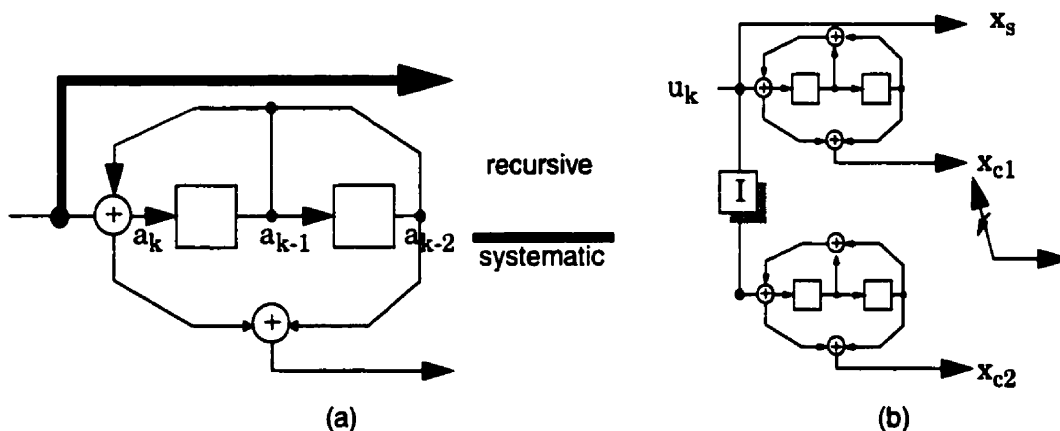 recursive
systematic
a_k
a_{k-1}
a_{k-2}
+
+
(a)
x_s
u_k
+
+
+
x_{c1}
I
+
+
+
x_{c2}
(b)